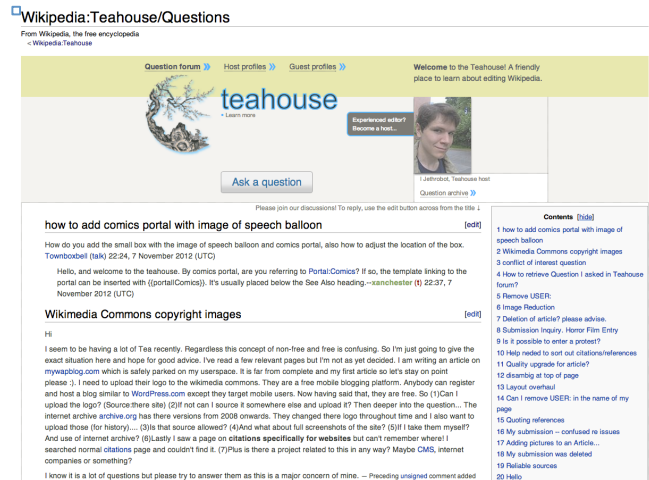 Wikipedia:Teahouse/Questions
From Wikipedia, the free encyclopedia
< Wikipedia:Teahouse
Question forum »
Host profiles »
Guest profiles »
Welcome to the Teahouse! A friendly
place to learn about editing Wikipedia.
teahouse
Learn more
Experienced editor?
Become a host...
Ask a question
I Jethrobot, Teahouse host
Question archive »
Please join our discussions! To reply, use the edit button across from the title ↓
how to add comics portal with image of speech balloon [edit]
How do you add the small box with the image of speech balloon and comics portal, also how to adjust the location of the box.
Townboxbell (talk) 22:24, 7 November 2012 (UTC)
Hello, and welcome to the teahouse. By comics portal, are you referring to Portal:Comics? If so, the template linking to the
portal can be inserted with {{portal|Comics}}. It's usually placed below the See Also heading.--xanchester (t) 22:37, 7
November 2012 (UTC)
Wikimedia Commons copyright images [edit]
Hi
I seem to be having a lot of Tea recently. Regardless this concept of non-free and free is confusing. So I'm just going to give the
exact situation here and hope for good advice. I've read a few relevant pages but I'm not as yet decided. I am writing an article on
mywapblog.com which is safely parked on my userspace. It is far from complete and my first article so let's stay on point
please :). I need to upload their logo to the wikimedia commons. They are a free mobile blogging platform. Anybody can register
and host a blog similar to WordPress.com except they target mobile users. Now having said that, they are free. So (1)Can I
upload the logo? (Source:there site) (2)If not can I source it somewhere else and upload it? Then deeper into the question... The
internet archive archive.org has there versions from 2008 onwards. They changed there logo throughout time and I also want to
upload those (for history).... (3)Is that source allowed? (4)And what about full screenshots of the site? (5)If I take them myself?
And use of internet archive? (6)Lastly I saw a page on citations specifically for websites but can't remember where! I
searched normal citations page and couldn't find it. (7)Plus is there a project related to this in any way? Maybe CMS, internet
companies or something?
I know it is a lot of questions but please try to answer them as this is a major concern of mine. — Preceding unsigned comment added
Contents [hide]
1 how to add comics portal with image of
speech balloon
2 Wikimedia Commons copyright images
3 conflict of interest question
4 How to retrieve Question I asked in Teahouse
forum?
5 Remove USER:
6 Image Reduction
7 Deletion of article? please advise.
8 Submission Inquiry. Horror Film Entry
9 Is it possible to enter a protest?
10 Help neded to sort out citations/references
11 Quality upgrade for article?
12 disambig at top of page
13 Layout overhaul
14 Can I remove USER: in the name of my
page
15 Quoting references
16 My submission -- confused re issues
17 Adding pictures to an Article...
18 My submission was deleted
19 Reliable sources
20 Hello